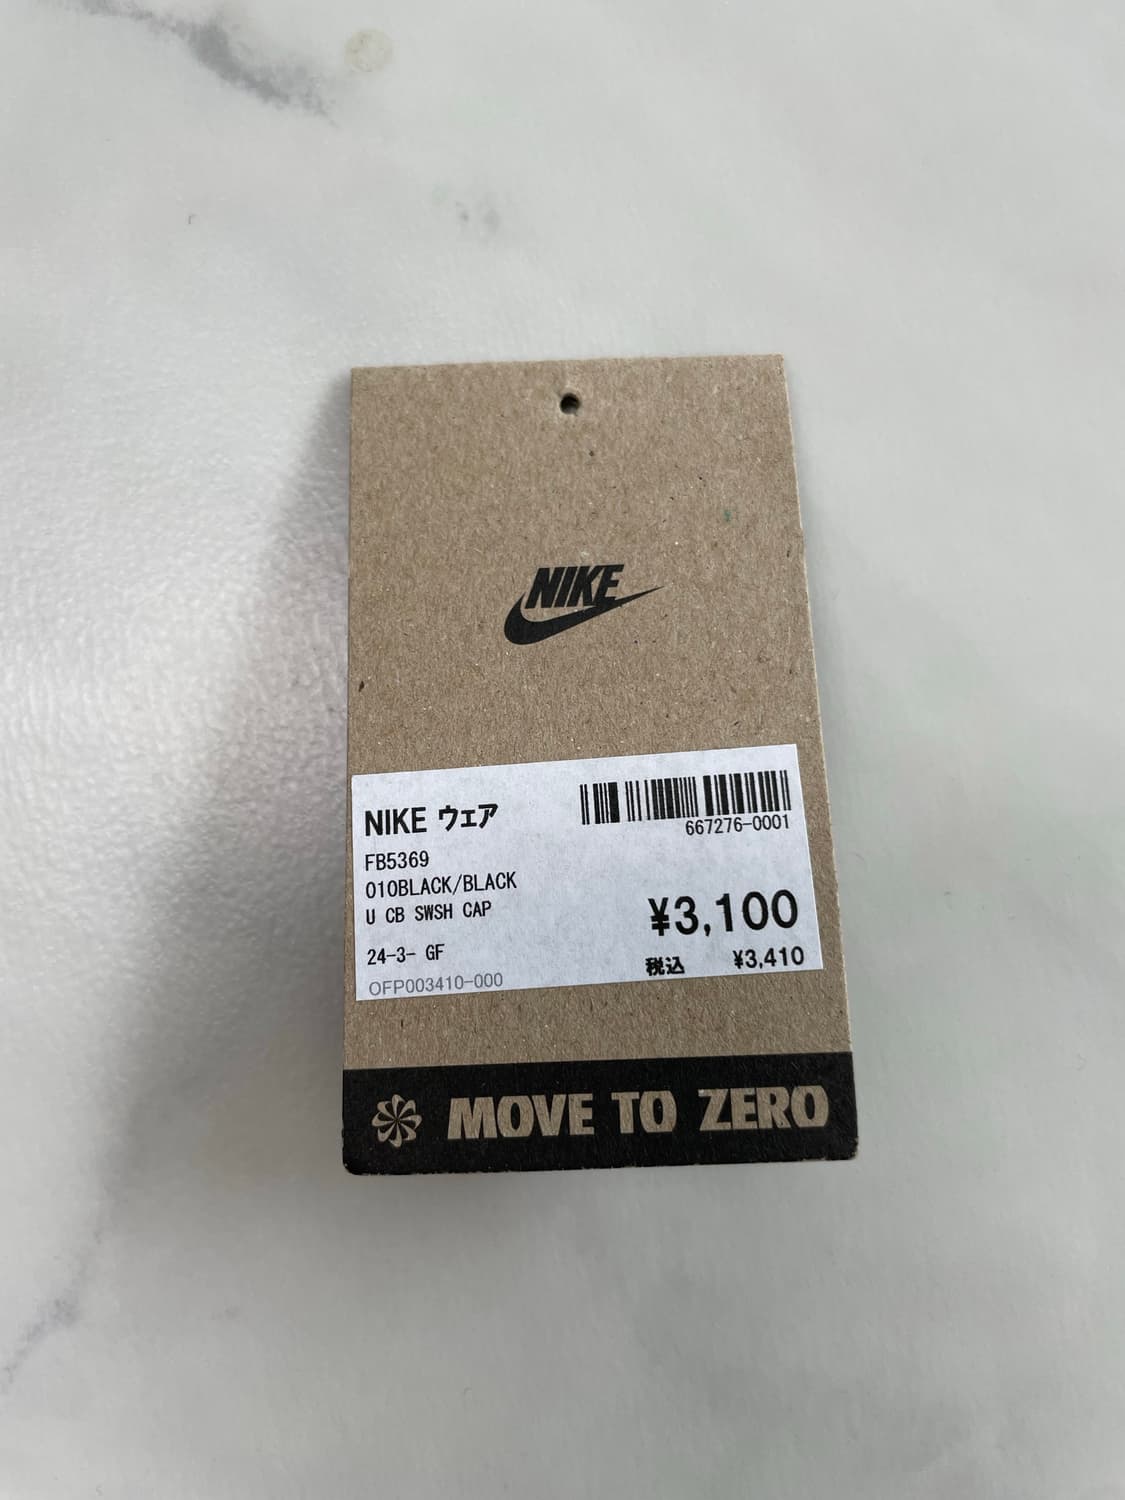 NIKE
NIKE ウェア
667276-0001
FB5369
010BLACK/BLACK
U CB SWSH CAP
¥3,100
24-3- GF
税込 ¥3,410
OFP003410-000
MOVE TO ZERO